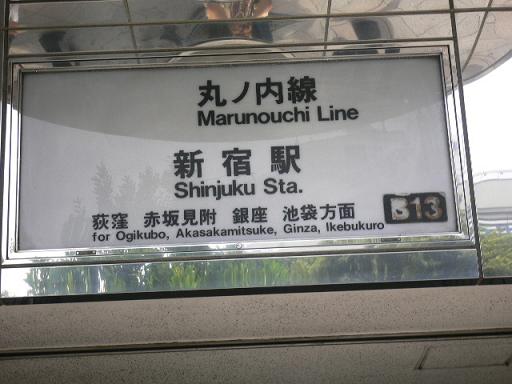 丸ノ内線
Marunouchi Line
新宿駅
Shinjuku Sta.
荻窪 赤坂見附 銀座 池袋方面
for Ogikubo, Akasakamitsuke, Ginza, Ikebukuro
B13